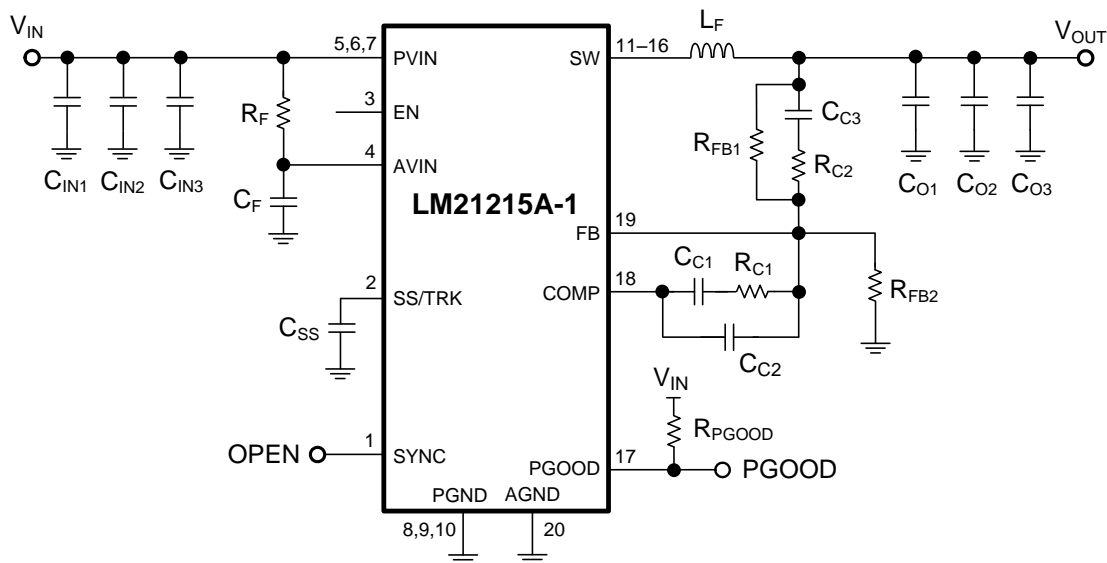 V_IN
5,6,7
PVIN
SW
11–16
L_F
V_OUT
3
EN
R_F
4
AVIN
C_IN1
C_IN2
C_IN3
C_F
LM21215A-1
R_FB1
C_C3
R_C2
C_O1
C_O2
C_O3
FB
19
2
SS/TRK
C_SS
COMP
18
C_C1
R_C1
C_C2
R_FB2
V_IN
R_PGOOD
OPEN
1
SYNC
PGOOD
17
PGOOD
PGND
AGND
8,9,10
20